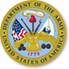 DEPARTMENT OF THE ARMY
UNITED STATES OF AMERICA
1775